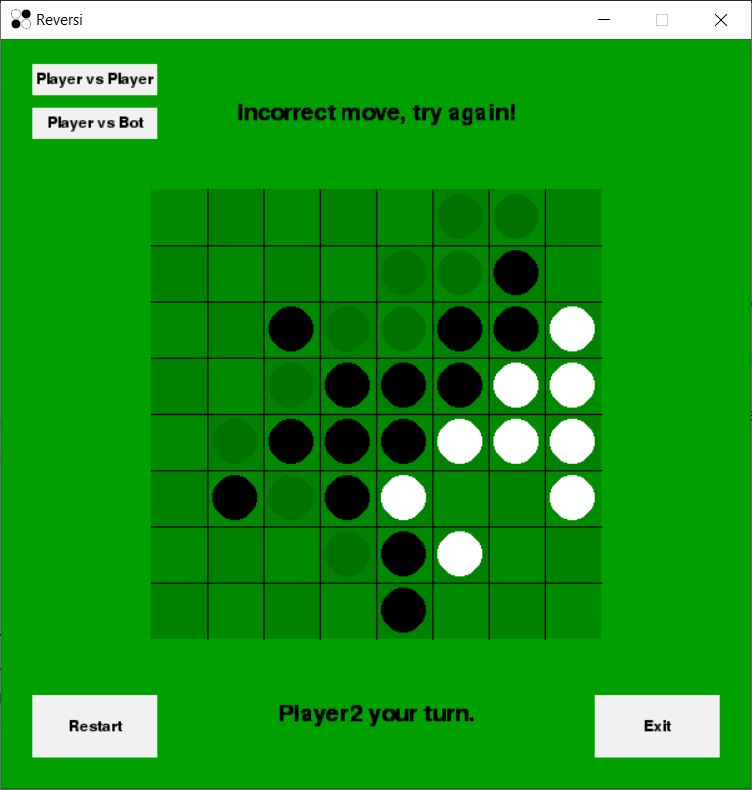 Reversi
Player vs Player
Player vs Bot
Incorrect move, try again!
Player2 your turn.
Restart
Exit